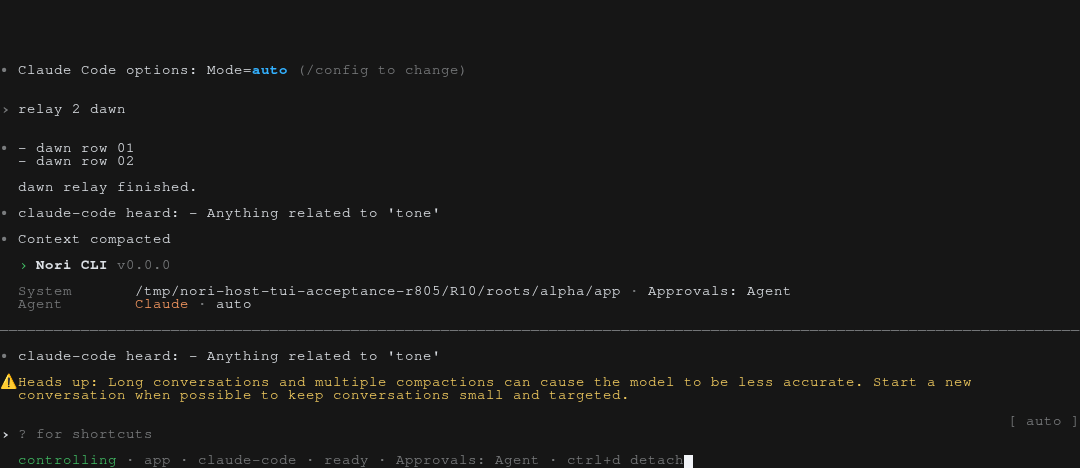 • Claude Code options: Mode=auto (/config to change)
› relay 2 dawn
• - dawn row 01
- dawn row 02
dawn relay finished.
• claude-code heard: - Anything related to 'tone'
• Context compacted
› Nori CLI v0.0.0
System /tmp/nori-host-tui-acceptance-r805/R10/roots/alpha/app · Approvals: Agent
Agent Claude · auto
• claude-code heard: - Anything related to 'tone'
⚠Heads up: Long conversations and multiple compactions can cause the model to be less accurate. Start a new
conversation when possible to keep conversations small and targeted.
[ auto ]
› ? for shortcuts
controlling · app · claude-code · ready · Approvals: Agent · ctrl+d detach